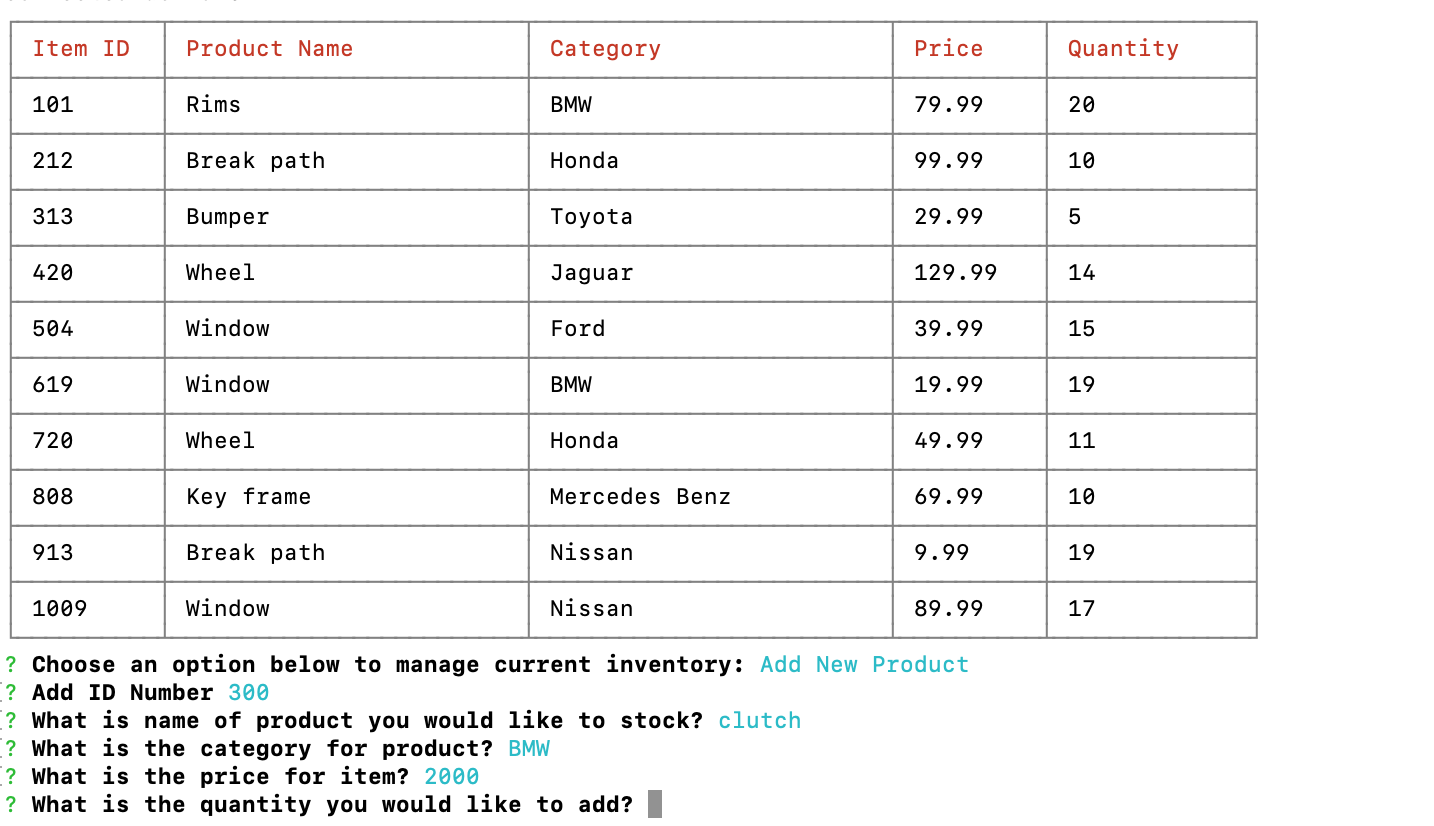 Item ID Product Name Category Price Quantity
101 Rims BMW 79.99 20
212 Break path Honda 99.99 10
313 Bumper Toyota 29.99 5
420 Wheel Jaguar 129.99 14
504 Window Ford 39.99 15
619 Window BMW 19.99 19
720 Wheel Honda 49.99 11
808 Key frame Mercedes Benz 69.99 10
913 Break path Nissan 9.99 19
1009 Window Nissan 89.99 17
? Choose an option below to manage current inventory: Add New Product
? Add ID Number 300
? What is name of product you would like to stock? clutch
? What is the category for product? BMW
? What is the price for item? 2000
? What is the quantity you would like to add?